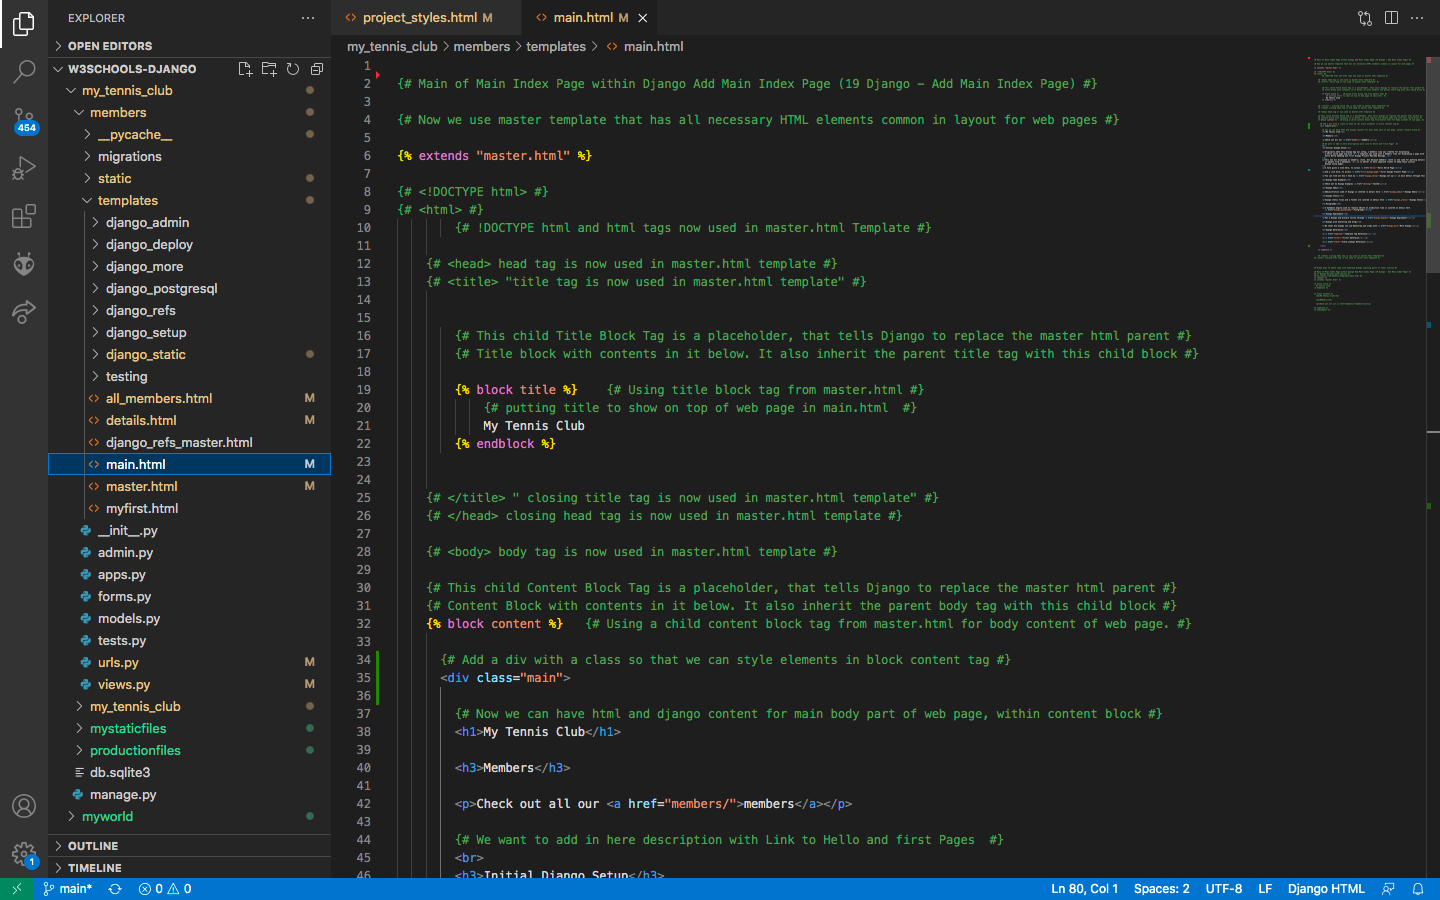 EXPLORER
OPEN EDITORS
W3SCHOOLS-DJANGO
my_tennis_club
members
__pycache__
migrations
static
templates
django_admin
django_deploy
django_more
django_postgresql
django_refs
django_setup
django_static
testing
all_members.html M
details.html M
django_refs_master.html
main.html M
master.html M
myfirst.html
__init__.py
admin.py
apps.py
forms.py
models.py
tests.py
urls.py M
views.py M
my_tennis_club
mystaticfiles
productionfiles
db.sqlite3
manage.py
myworld
OUTLINE
TIMELINE
454
1
project_styles.html M
main.html M
my_tennis_club > members > templates > main.html
1
2 {# Main of Main Index Page within Django Add Main Index Page (19 Django - Add Main Index Page) #}
3
4 {# Now we use master template that has all necessary HTML elements common in layout for web pages #}
5
6 {% extends "master.html" %}
7
8 {# <!DOCTYPE html> #}
9 {# <html> #}
10 {# !DOCTYPE html and html tags now used in master.html Template #}
11
12 {# <head> head tag is now used in master.html template #}
13 {# <title> "title tag is now used in master.html template" #}
14
15
16 {# This child Title Block Tag is a placeholder, that tells Django to replace the master html parent #}
17 {# Title block with contents in it below. It also inherit the parent title tag with this child block #}
18
19 {% block title %} {# Using title block tag from master.html #}
20 {# putting title to show on top of web page in main.html #}
21 My Tennis Club
22 {% endblock %}
23
24
25 {# </title> " closing title tag is now used in master.html template" #}
26 {# </head> closing head tag is now used in master.html template #}
27
28 {# <body> body tag is now used in master.html template #}
29
30 {# This child Content Block Tag is a placeholder, that tells Django to replace the master html parent #}
31 {# Content Block with contents in it below. It also inherit the parent body tag with this child block #}
32 {% block content %} {# Using a child content block tag from master.html for body content of web page. #}
33
34 {# Add a div with a class so that we can style elements in block content tag #}
35 <div class="main">
36
37 {# Now we can have html and django content for main body part of web page, within content block #}
38 <h1>My Tennis Club</h1>
39
40 <h3>Members</h3>
41
42 <p>Check out all our <a href="members/">members</a></p>
43
44 {# We want to add in here description with Link to Hello and first Pages #}
45 <br>
46 <h3>Initial Django Setup</h3>
main* 0 0 Ln 80, Col 1 Spaces: 2 UTF-8 LF Django HTML